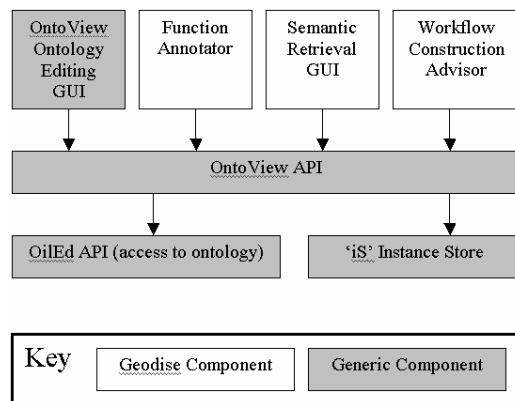 OntoView
Ontology
Editing
GUI
Function
Annotator
Semantic
Retrieval
GUI
Workflow
Construction
Advisor
OntoView API
OilEd API (access to ontology)
‘iS’ Instance Store
Key
Geodise Component
Generic Component